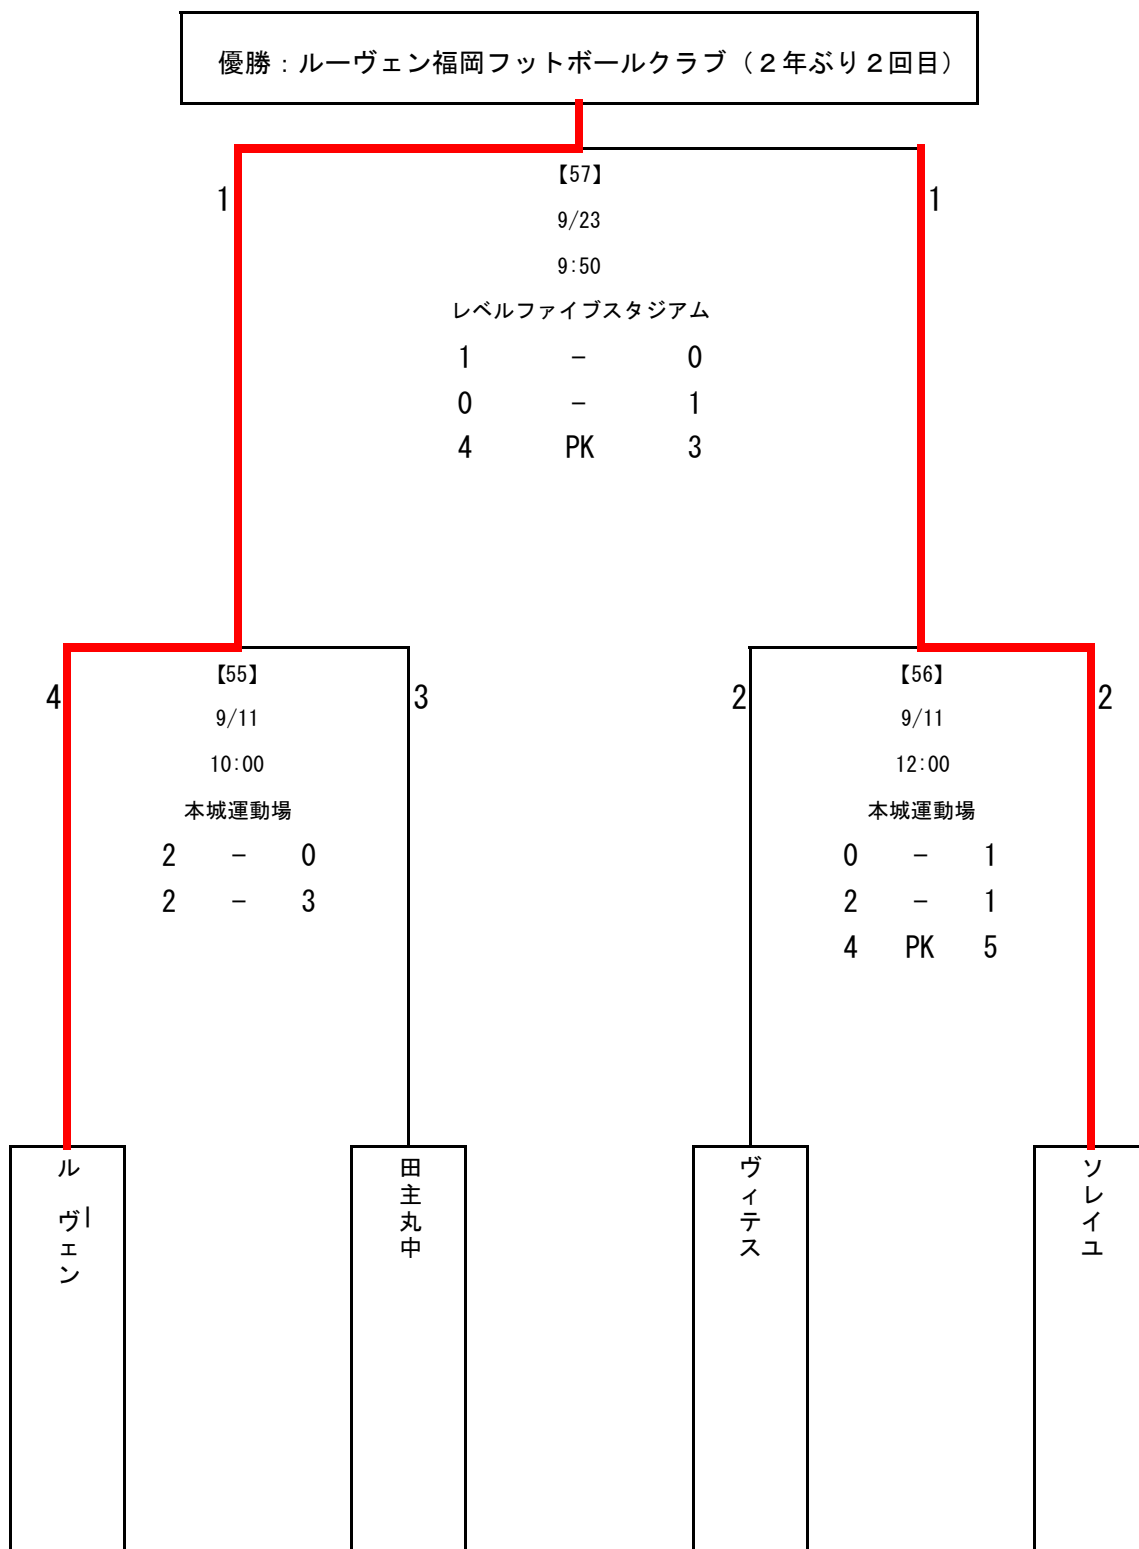 優勝：ルーヴェン福岡フットボールクラブ（２年ぶり２回目）
1
【57】
1
9/23
9:50
レベルファイブスタジアム
1 － 0
0 － 1
4 PK 3
4
【55】
3
9/11
10:00
本城運動場
2 － 0
2 － 3
2
【56】
2
9/11
12:00
本城運動場
0 － 1
2 － 1
4 PK 5
ルーヴェン
田主丸中
ヴィテス
ソレイユ